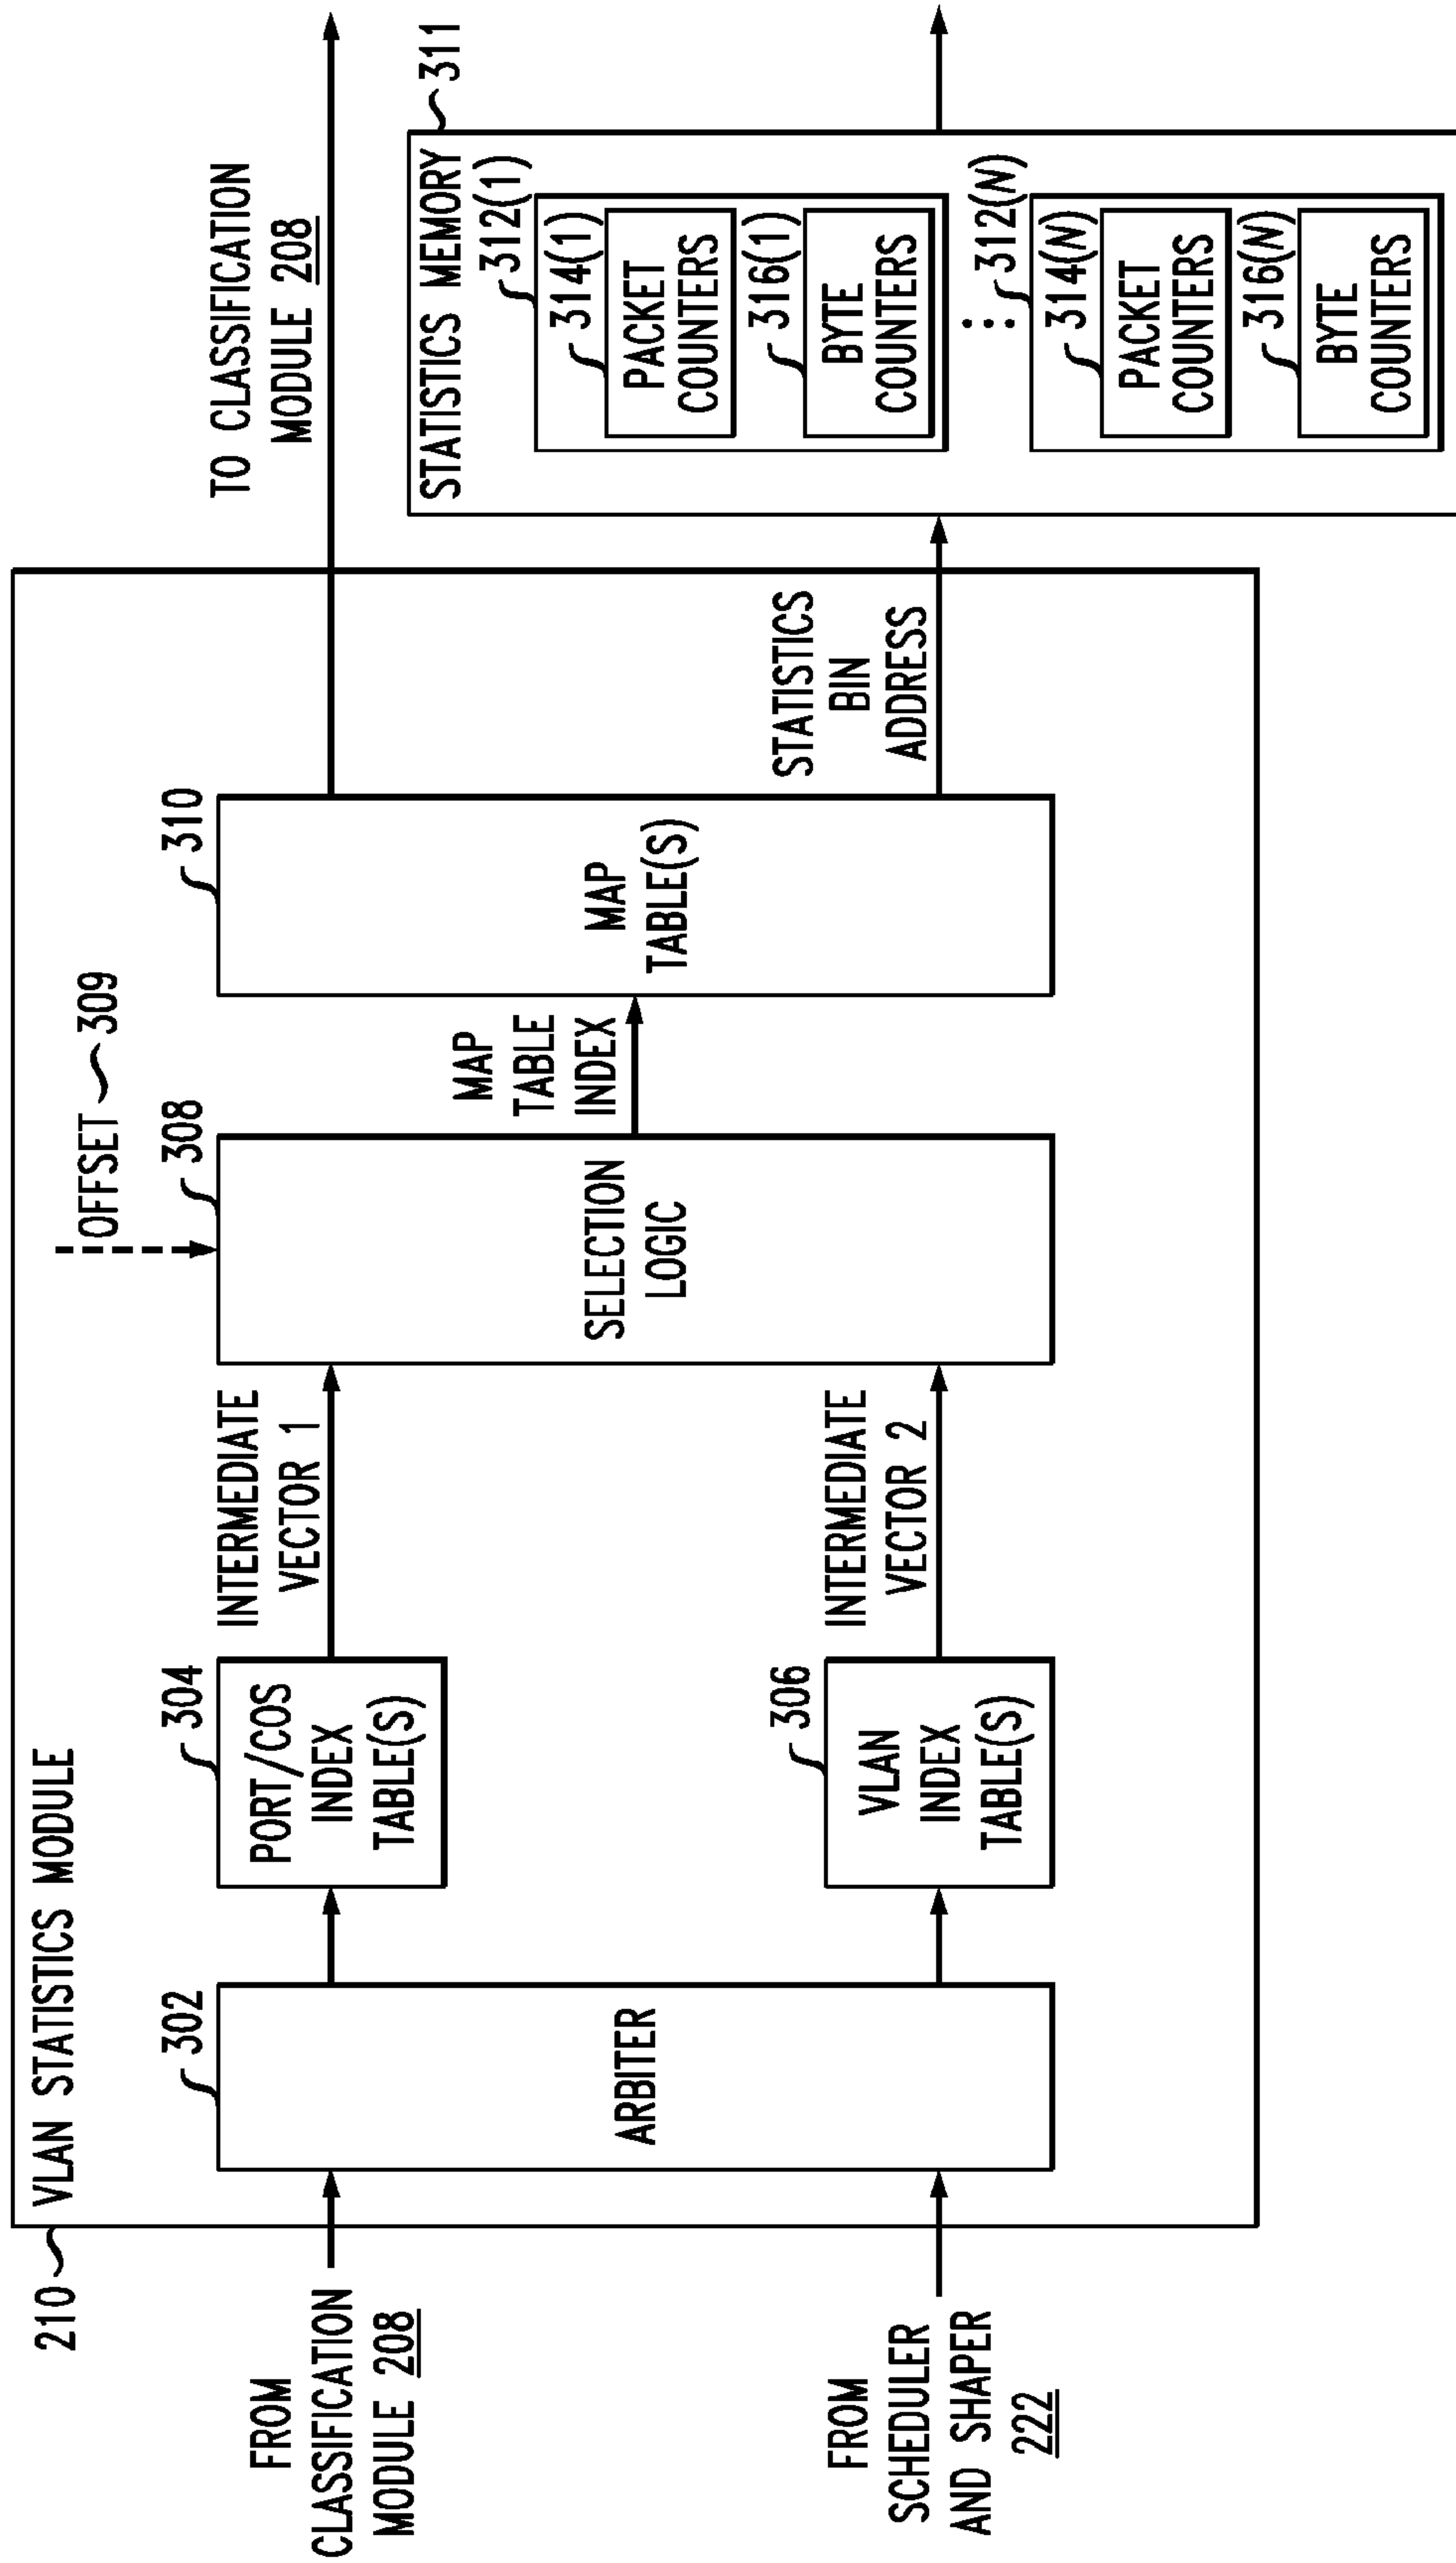 210
VLAN STATISTICS MODULE
FROM
CLASSIFICATION
MODULE 208
FROM
SCHEDULER
AND SHAPER
222
302
ARBITER
304
PORT/COS
INDEX
TABLE(S)
306
VLAN
INDEX
TABLE(S)
INTERMEDIATE
VECTOR 1
INTERMEDIATE
VECTOR 2
OFFSET
309
308
SELECTION
LOGIC
MAP
TABLE
INDEX
310
MAP
TABLE(S)
STATISTICS
BIN
ADDRESS
TO CLASSIFICATION
MODULE 208
311
STATISTICS MEMORY
312(1)
314(1)
PACKET
COUNTERS
316(1)
BYTE
COUNTERS
312(N)
314(N)
PACKET
COUNTERS
316(N)
BYTE
COUNTERS